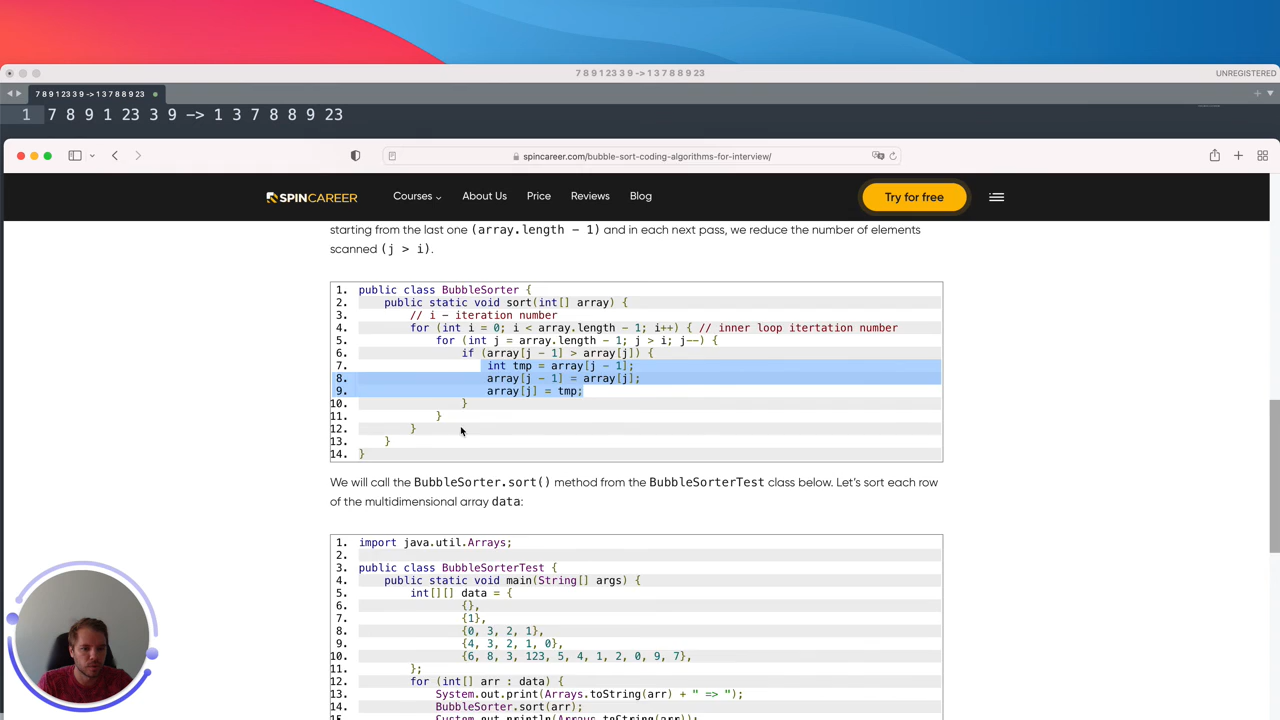 7 8 9 1 23 3 9 -> 1 3 7 8 8 9 23
UNREGISTERED
7 8 9 1 23 3 9 -> 1 3 7 8 8 9 23
1 7 8 9 1 23 3 9 -> 1 3 7 8 8 9 23
spincareer.com/bubble-sort-coding-algorithms-for-interview/
SPINCAREER
Courses
About Us
Price
Reviews
Blog
Try for free
starting from the last one (array.length - 1) and in each next pass, we reduce the number of elements
scanned (j > i).
1. public class BubbleSorter {
2. public static void sort(int[] array) {
3. // i - iteration number
4. for (int i = 0; i < array.length - 1; i++) { // inner loop itertation number
5. for (int j = array.length - 1; j > i; j--) {
6. if (array[j - 1] > array[j]) {
7. int tmp = array[j - 1];
8. array[j - 1] = array[j];
9. array[j] = tmp;
10. }
11. }
12. }
13. }
14. }
We will call the BubbleSorter.sort() method from the BubbleSorterTest class below. Let’s sort each row
of the multidimensional array data:
1. import java.util.Arrays;
2.
3. public class BubbleSorterTest {
4. public static void main(String[] args) {
5. int[][] data = {
6. {},
7. {1},
8. {0, 3, 2, 1},
9. {4, 3, 2, 1, 0},
10. {6, 8, 3, 123, 5, 4, 1, 2, 0, 9, 7},
11. };
12. for (int[] arr : data) {
13. System.out.print(Arrays.toString(arr) + " => ");
14. BubbleSorter.sort(arr);
15. System.out.println(Arrays.toString(arr));